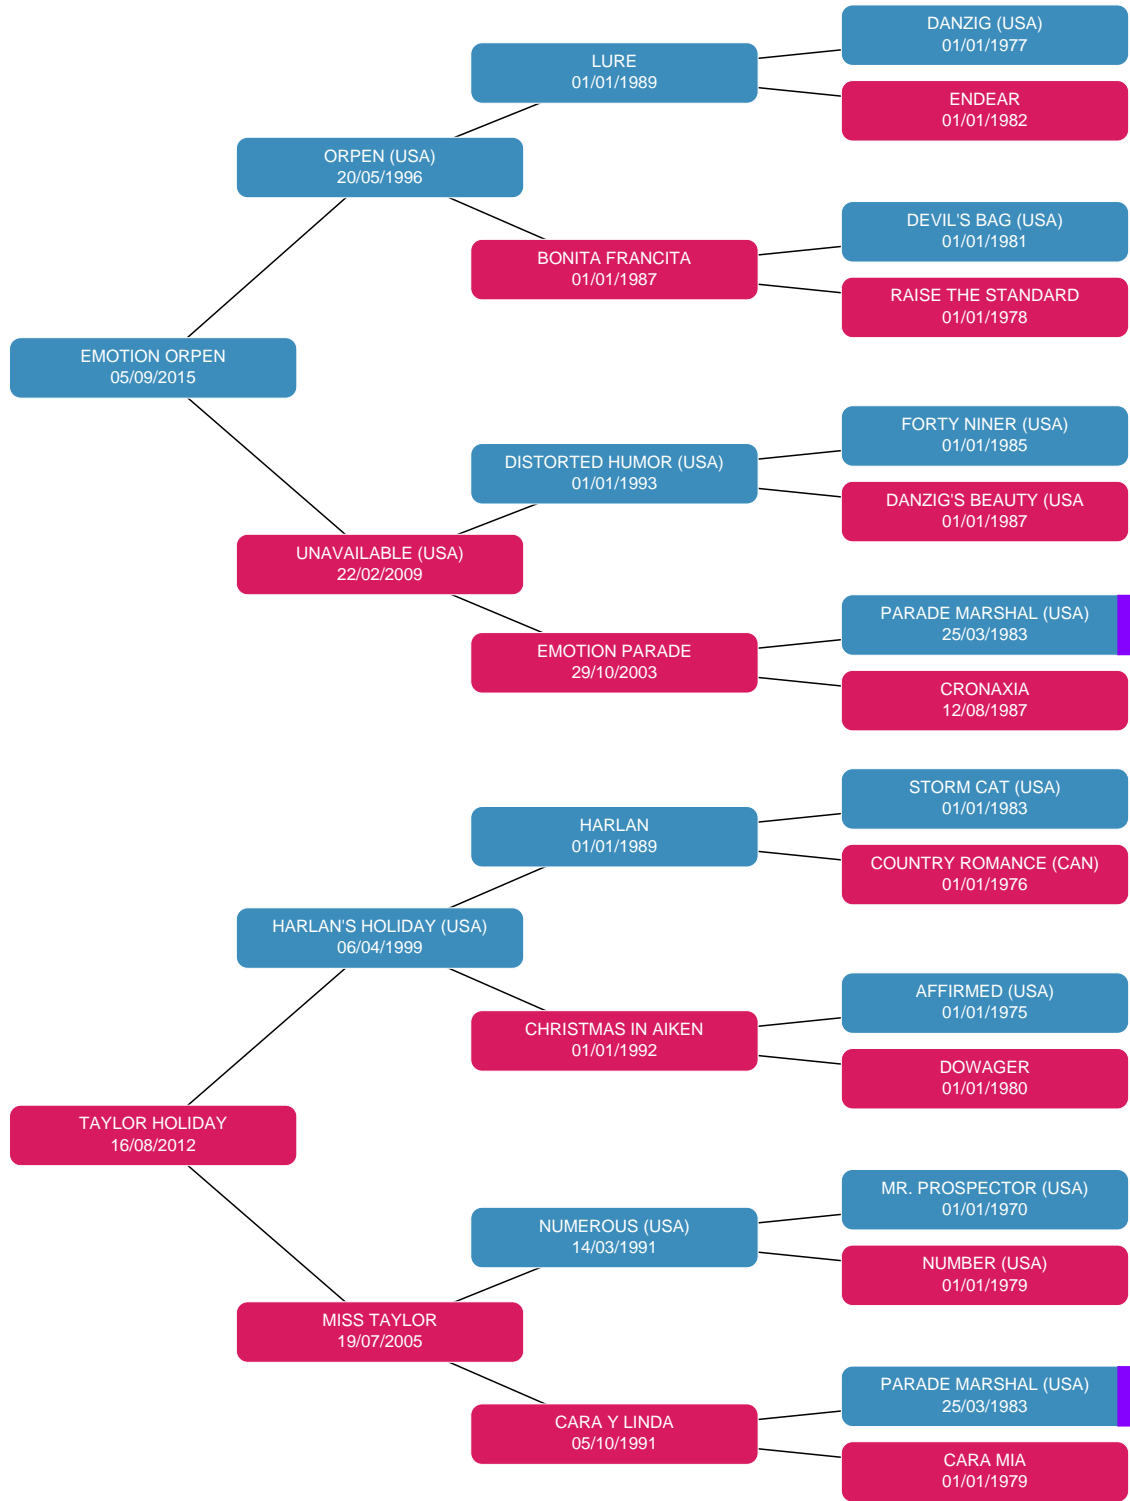 DANZIG (USA)
01/01/1977
LURE
01/01/1989
ENDEAR
01/01/1982
ORPEN (USA)
20/05/1996
DEVIL'S BAG (USA)
01/01/1981
BONITA FRANCITA
01/01/1987
RAISE THE STANDARD
01/01/1978
EMOTION ORPEN
05/09/2015
FORTY NINER (USA)
01/01/1985
DISTORTED HUMOR (USA)
01/01/1993
DANZIG'S BEAUTY (USA
01/01/1987
UNAVAILABLE (USA)
22/02/2009
PARADE MARSHAL (USA)
25/03/1983
EMOTION PARADE
29/10/2003
CRONAXIA
12/08/1987
STORM CAT (USA)
01/01/1983
HARLAN
01/01/1989
COUNTRY ROMANCE (CAN)
01/01/1976
HARLAN'S HOLIDAY (USA)
06/04/1999
AFFIRMED (USA)
01/01/1975
CHRISTMAS IN AIKEN
01/01/1992
DOWAGER
01/01/1980
TAYLOR HOLIDAY
16/08/2012
MR. PROSPECTOR (USA)
01/01/1970
NUMEROUS (USA)
14/03/1991
NUMBER (USA)
01/01/1979
MISS TAYLOR
19/07/2005
PARADE MARSHAL (USA)
25/03/1983
CARA Y LINDA
05/10/1991
CARA MIA
01/01/1979